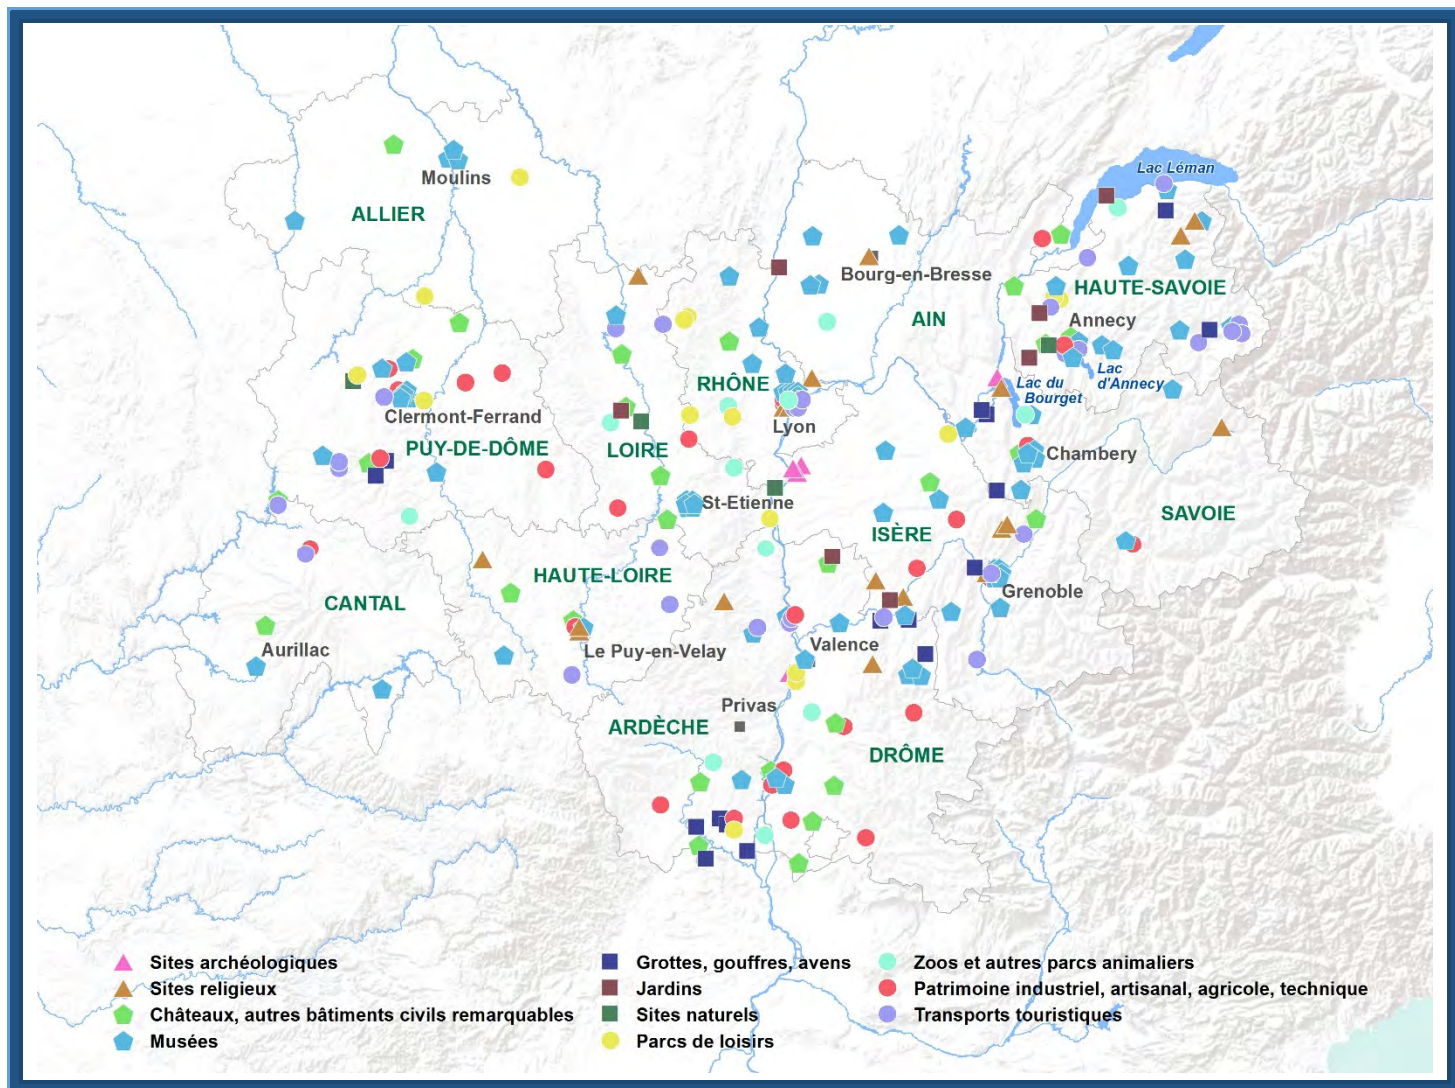 Lac Léman
Moulins
ALLIER
Bourg-en-Bresse
HAUTE-SAVOIE
AIN
Annecy
Lac
d'Annecy
RHÔNE
Lac du
Bourget
Clermont-Ferrand
Lyon
PUY-DE-DÔME
LOIRE
Chambery
St-Etienne
SAVOIE
ISÈRE
HAUTE-LOIRE
Grenoble
CANTAL
Aurillac
Le Puy-en-Velay
Valence
Privas
ARDÈCHE
DRÔME
Sites archéologiques
Sites religieux
Châteaux, autres bâtiments civils remarquables
Musées
Grottes, gouffres, avens
Jardins
Sites naturels
Parcs de loisirs
Zoos et autres parcs animaliers
Patrimoine industriel, artisanal, agricole, technique
Transports touristiques